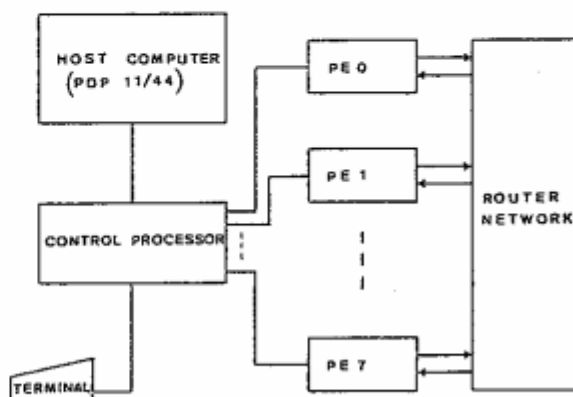 HOST COMPUTER
(PDP 11/44)
PE 0
PE 1
ROUTER
NETWORK
CONTROL PROCESSOR
PE 7
TERMINAL